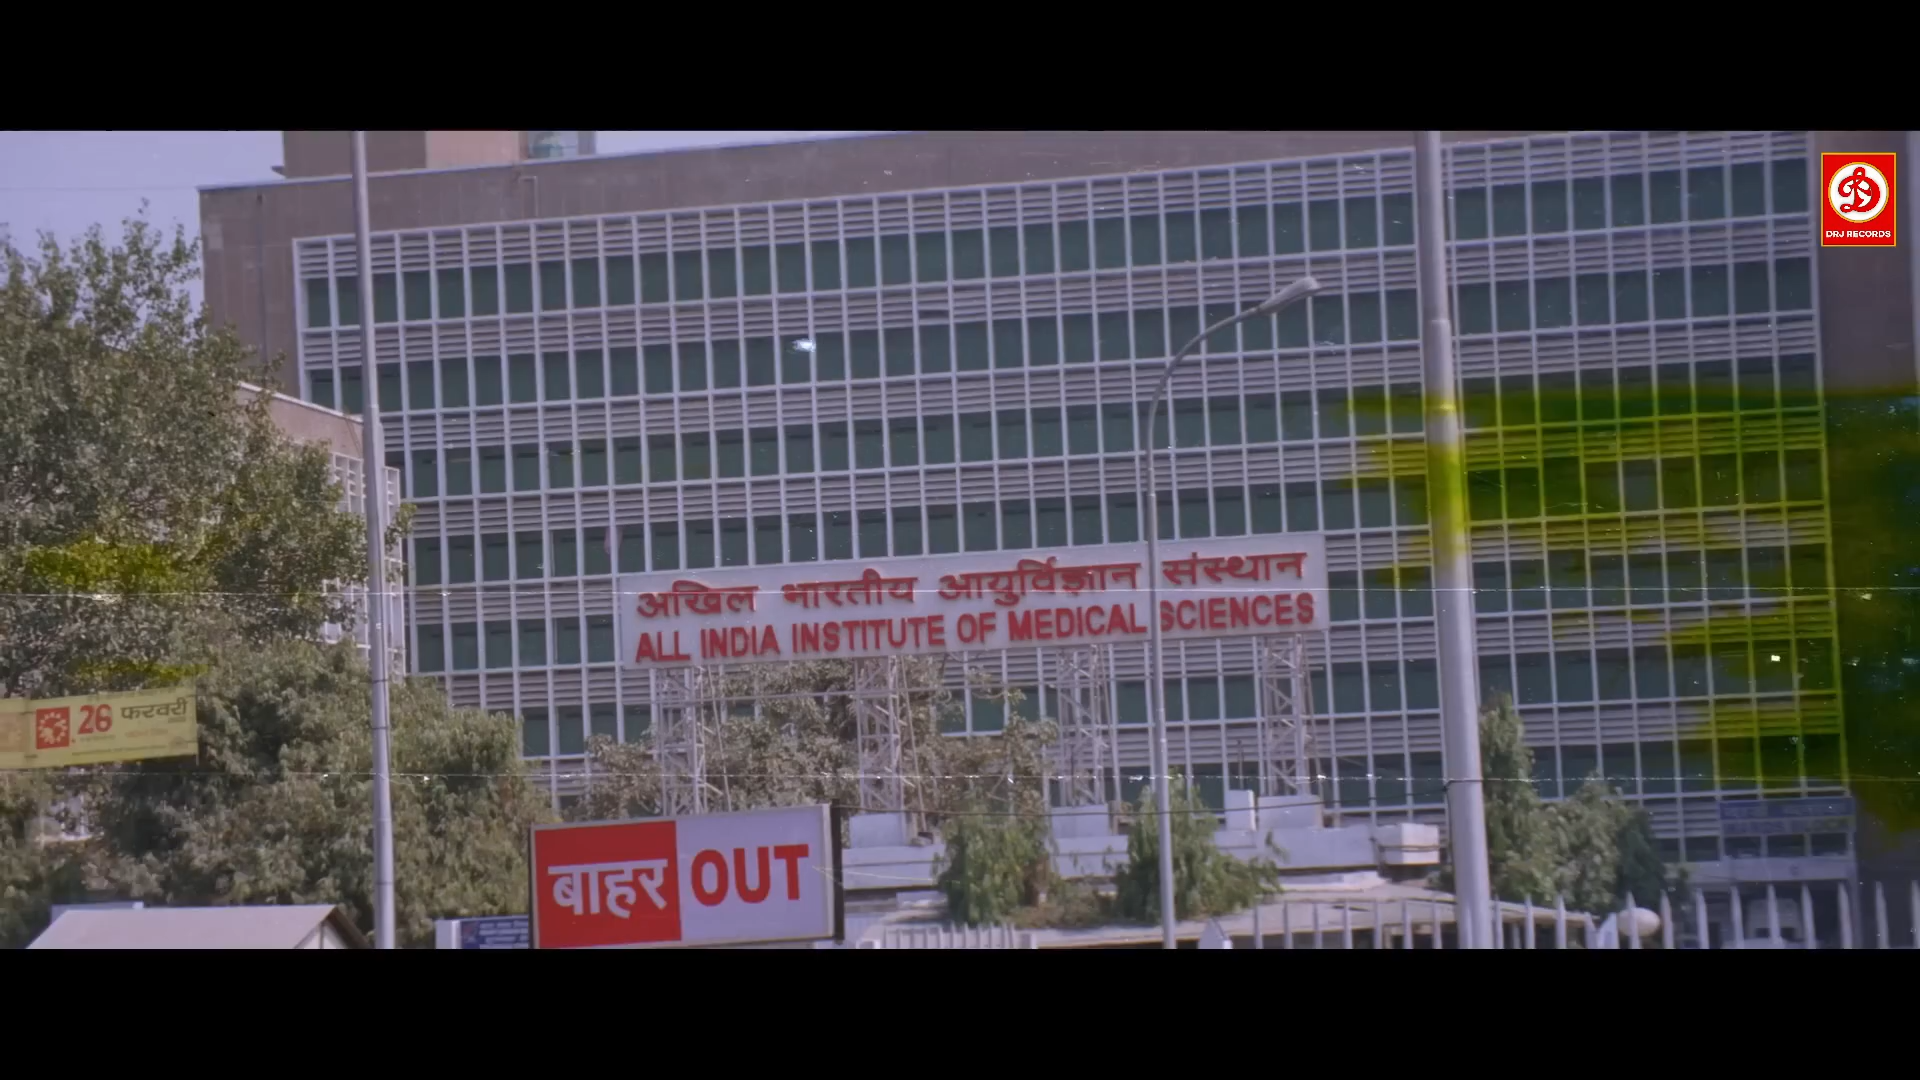 DRJ RECORDS
अखिल भारतीय आयुर्विज्ञान संस्थान
ALL INDIA INSTITUTE OF MEDICAL SCIENCES
26 फरवरी
बाहर OUT